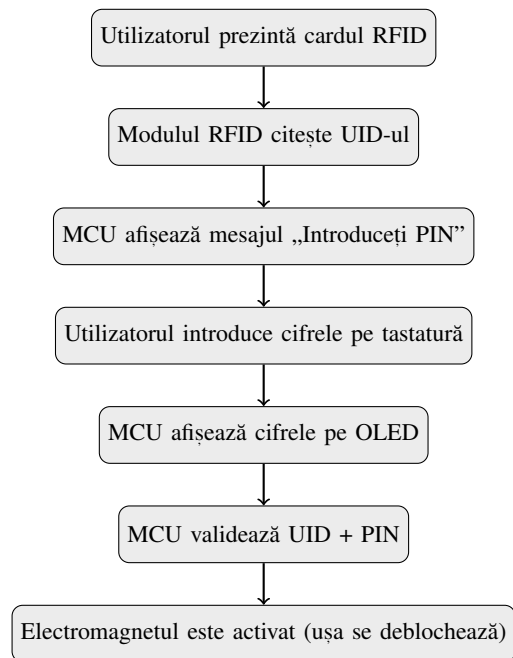 Utilizatorul prezintă cardul RFID
Modulul RFID citește UID-ul
MCU afișează mesajul „Introduceți PIN”
Utilizatorul introduce cifrele pe tastatură
MCU afișează cifrele pe OLED
MCU validează UID + PIN
Electromagnetul este activat (ușa se deblochează)